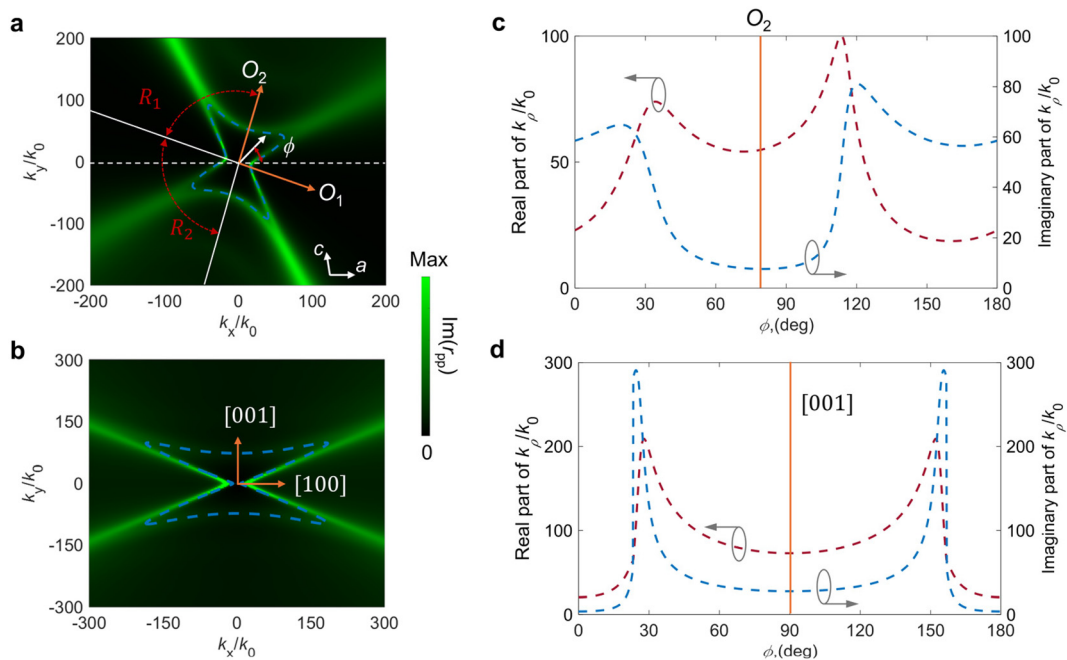 a
200
100
0
-100
-200
k_y/k_0
-200
-100
0
100
200
k_x/k_0
R_1
R_2
O_2
O_1
ϕ
c
a
Max
Im(r_pp)
0
b
300
150
0
-150
-300
k_y/k_0
-300
-150
0
150
300
k_x/k_0
[001]
[100]
c
O_2
Real part of k_ρ/k_0
100
50
0
Imaginary part of k_ρ/k_0
100
80
60
40
20
0
0
30
60
90
120
150
180
ϕ,(deg)
d
[001]
Real part of k_ρ/k_0
300
200
100
0
Imaginary part of k_ρ/k_0
300
200
100
0
0
30
60
90
120
150
180
ϕ,(deg)